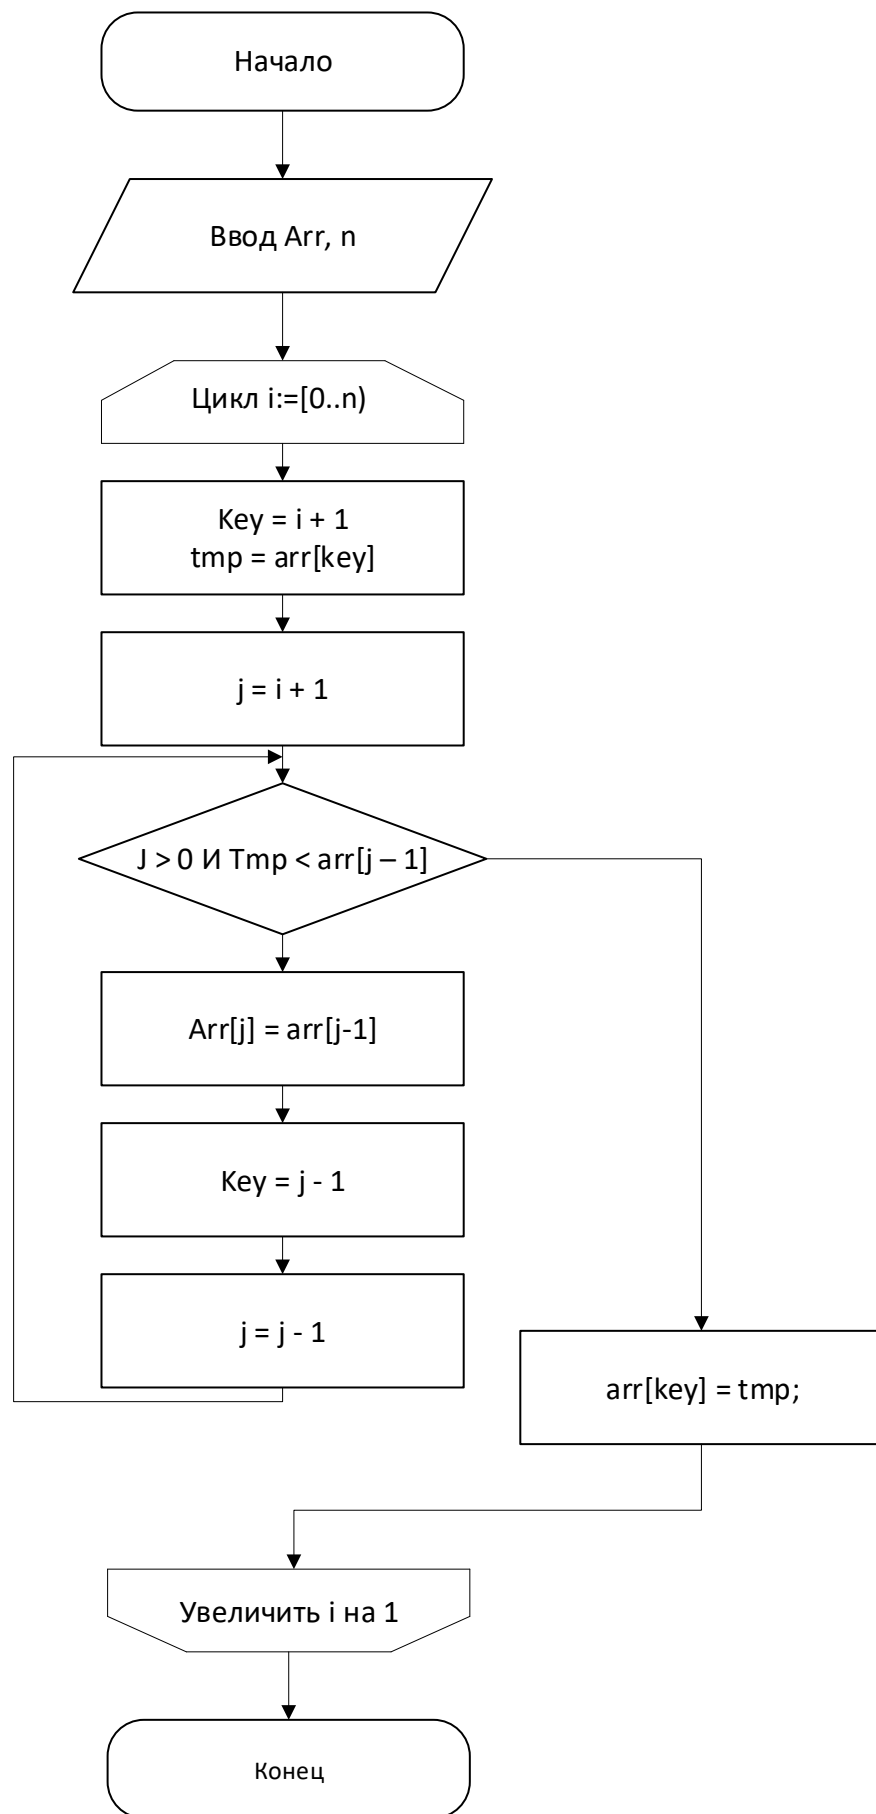 Начало
Ввод Arr, n
Цикл i:=[0..n)
Key = i + 1
tmp = arr[key]
j = i + 1
J > 0 И Tmp < arr[j – 1]
Arr[j] = arr[j-1]
Key = j - 1
j = j - 1
arr[key] = tmp;
Увеличить i на 1
Конец